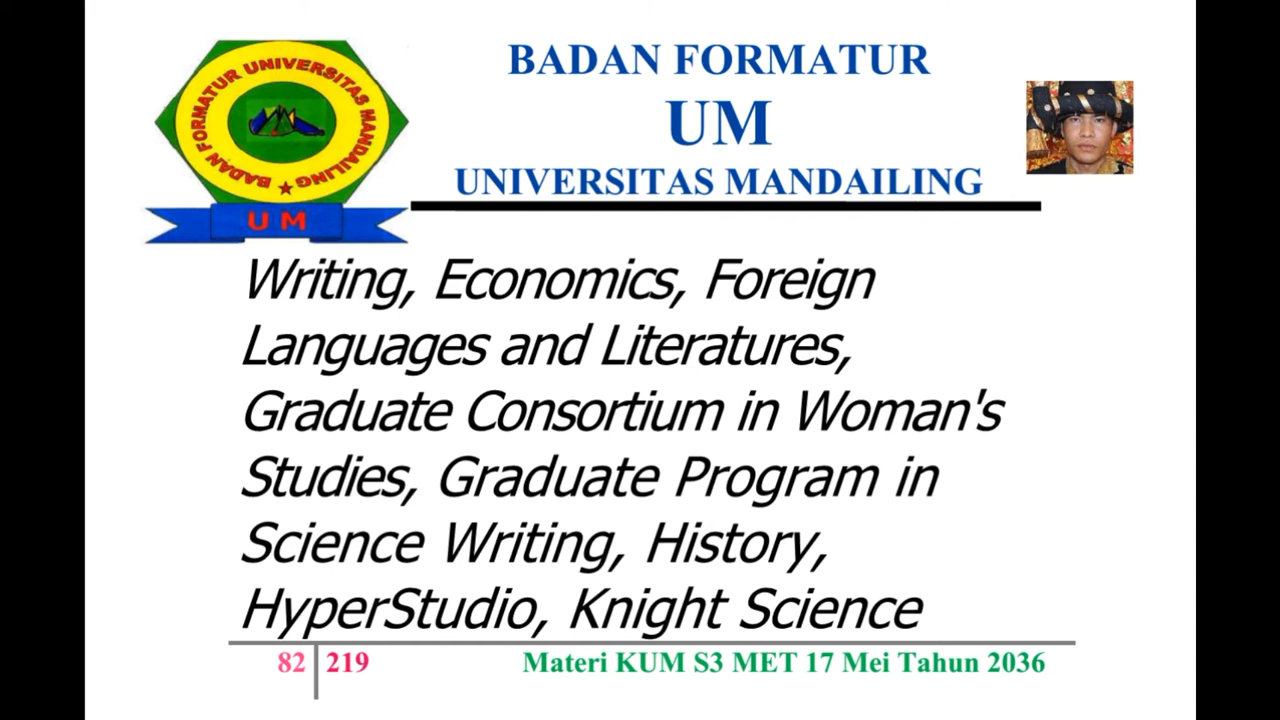 BADAN FORMATUR
UM
UNIVERSITAS MANDAILING
BADAN FORMATUR UNIVERSITAS MANDAILING
U M
Writing, Economics, Foreign
Languages and Literatures,
Graduate Consortium in Woman's
Studies, Graduate Program in
Science Writing, History,
HyperStudio, Knight Science
82 219 Materi KUM S3 MET 17 Mei Tahun 2036